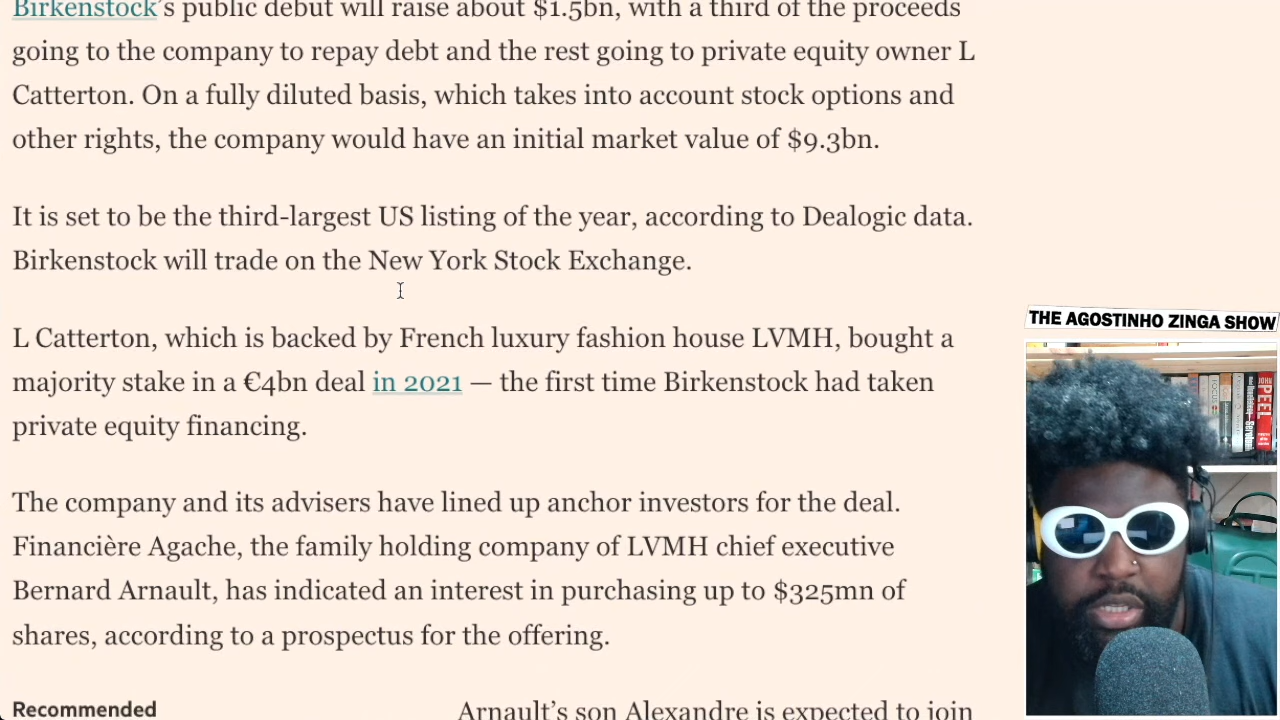 Birkenstock's public debut will raise about $1.5bn, with a third of the proceeds
going to the company to repay debt and the rest going to private equity owner L
Catterton. On a fully diluted basis, which takes into account stock options and
other rights, the company would have an initial market value of $9.3bn.
It is set to be the third-largest US listing of the year, according to Dealogic data.
Birkenstock will trade on the New York Stock Exchange.
L Catterton, which is backed by French luxury fashion house LVMH, bought a
majority stake in a €4bn deal in 2021 — the first time Birkenstock had taken
private equity financing.
The company and its advisers have lined up anchor investors for the deal.
Financière Agache, the family holding company of LVMH chief executive
Bernard Arnault, has indicated an interest in purchasing up to $325mn of
shares, according to a prospectus for the offering.
Recommended
Arnault's son Alexandre is expected to join
THE AGOSTINHO ZINGA SHOW
FOCUS
JOHN
PEEL